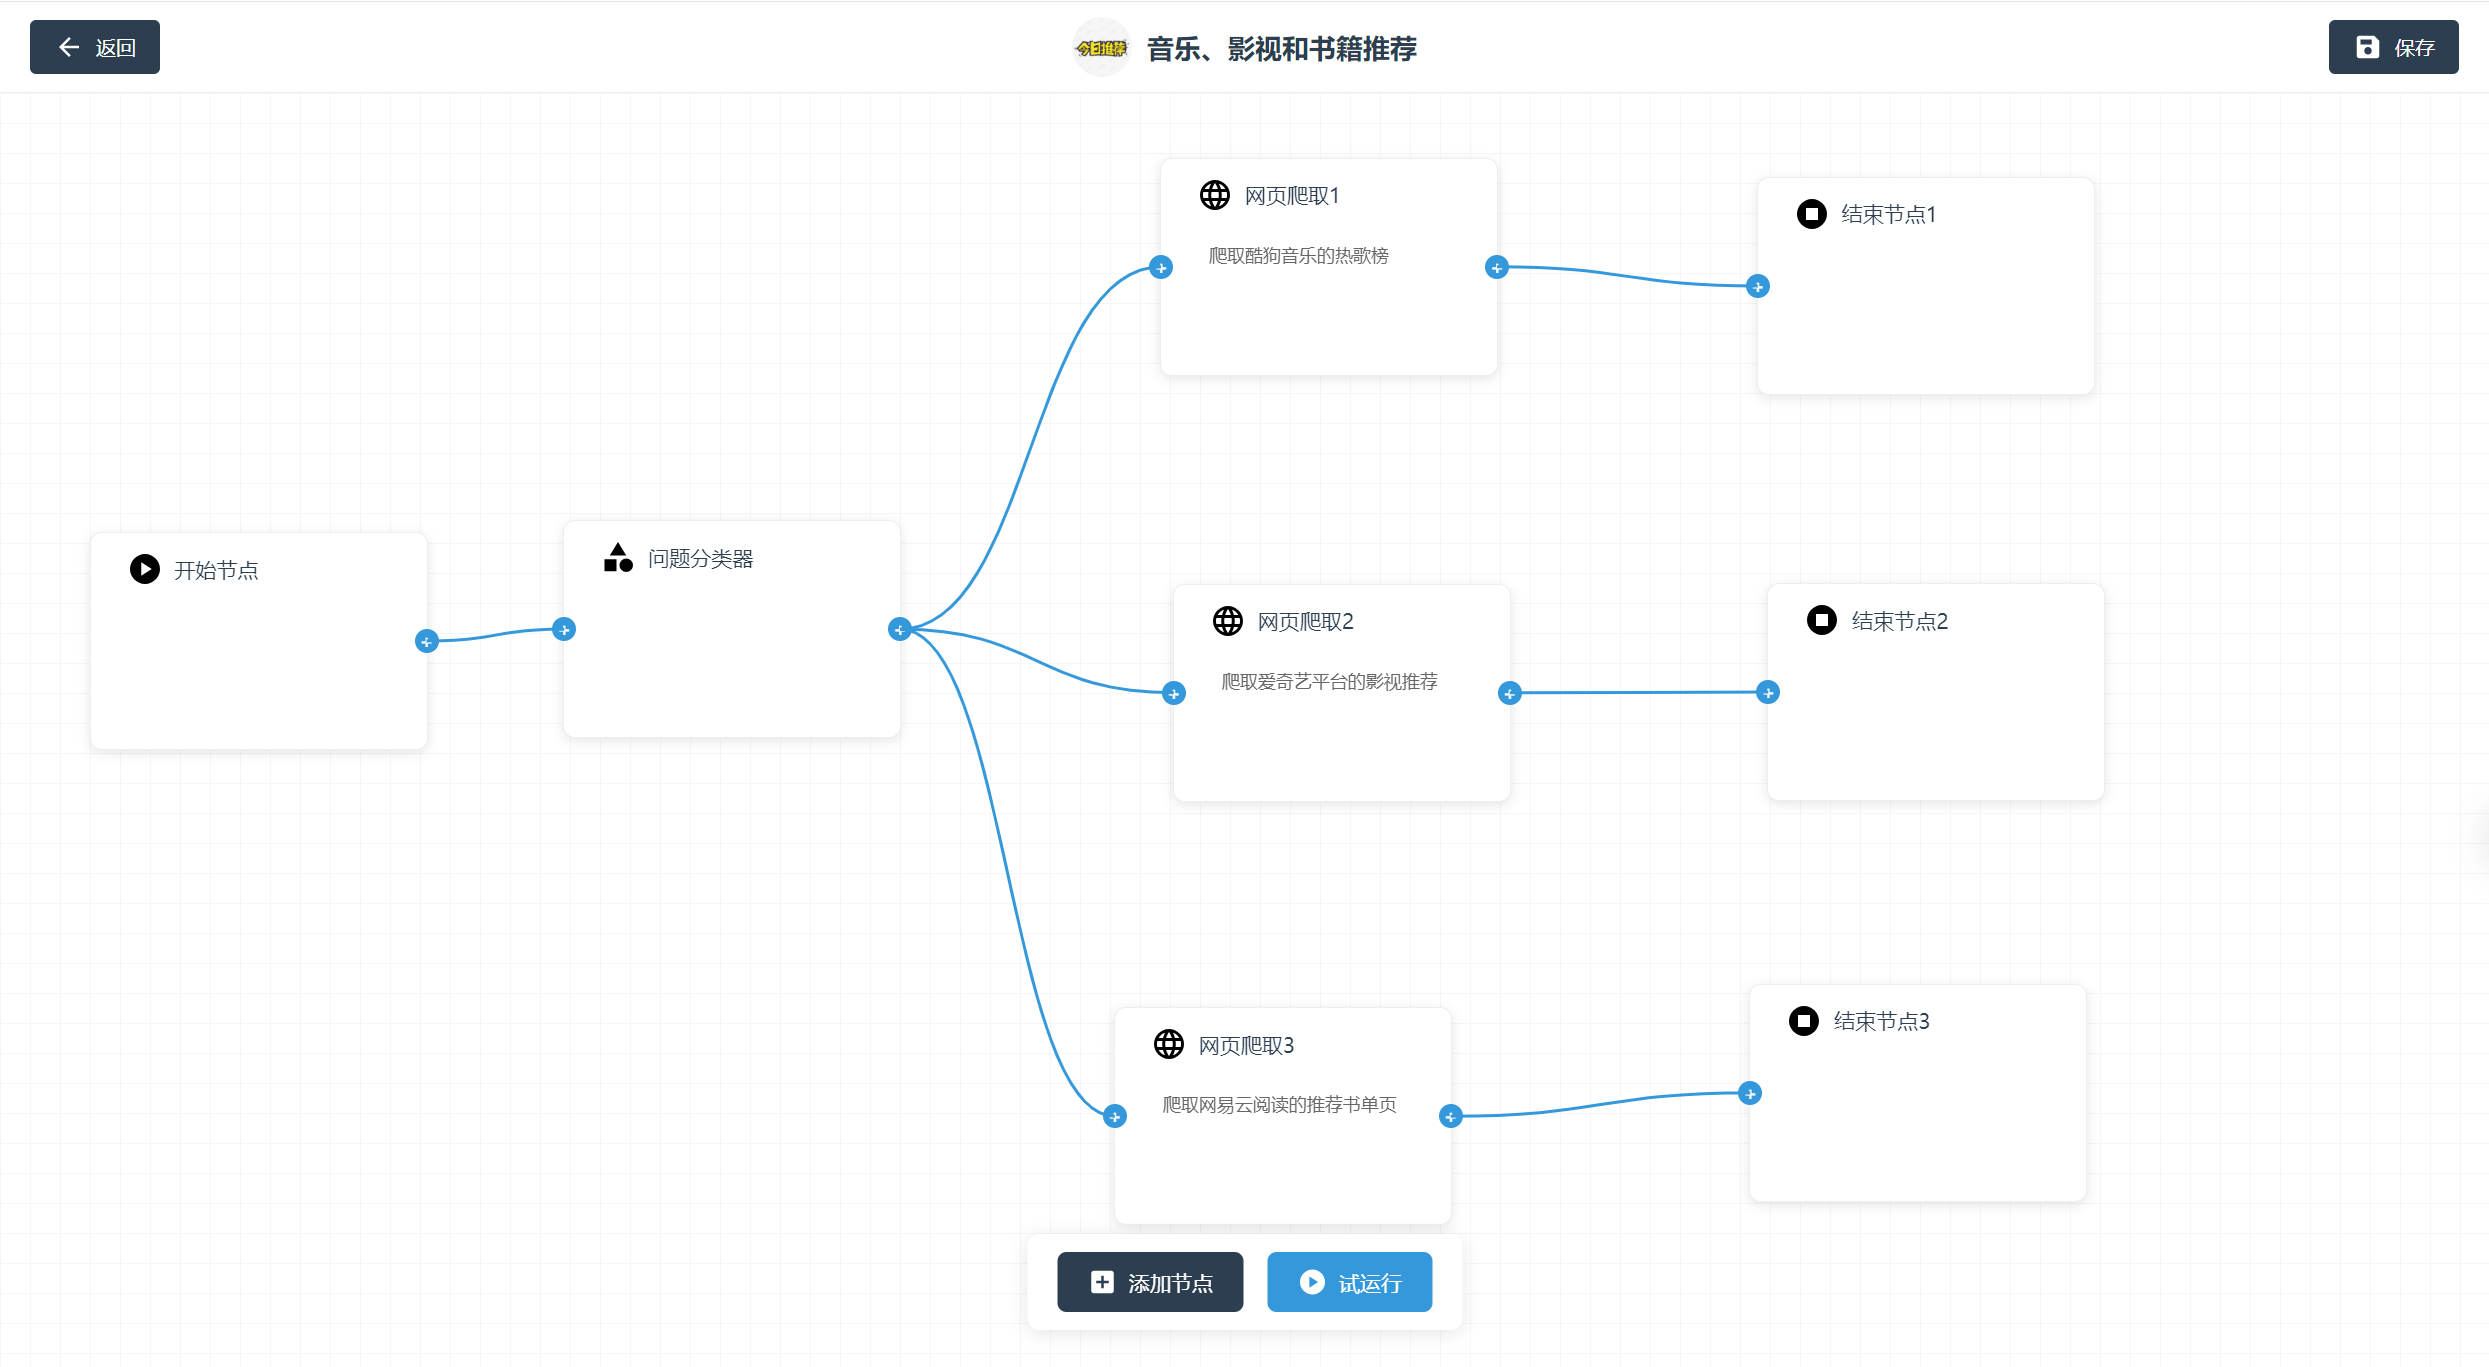 返回
今日推荐
音乐、影视和书籍推荐
保存
网页爬取1
爬取酷狗音乐的热歌榜
结束节点1
开始节点
问题分类器
网页爬取2
爬取爱奇艺平台的影视推荐
结束节点2
网页爬取3
爬取网易云阅读的推荐书单页
结束节点3
添加节点
试运行